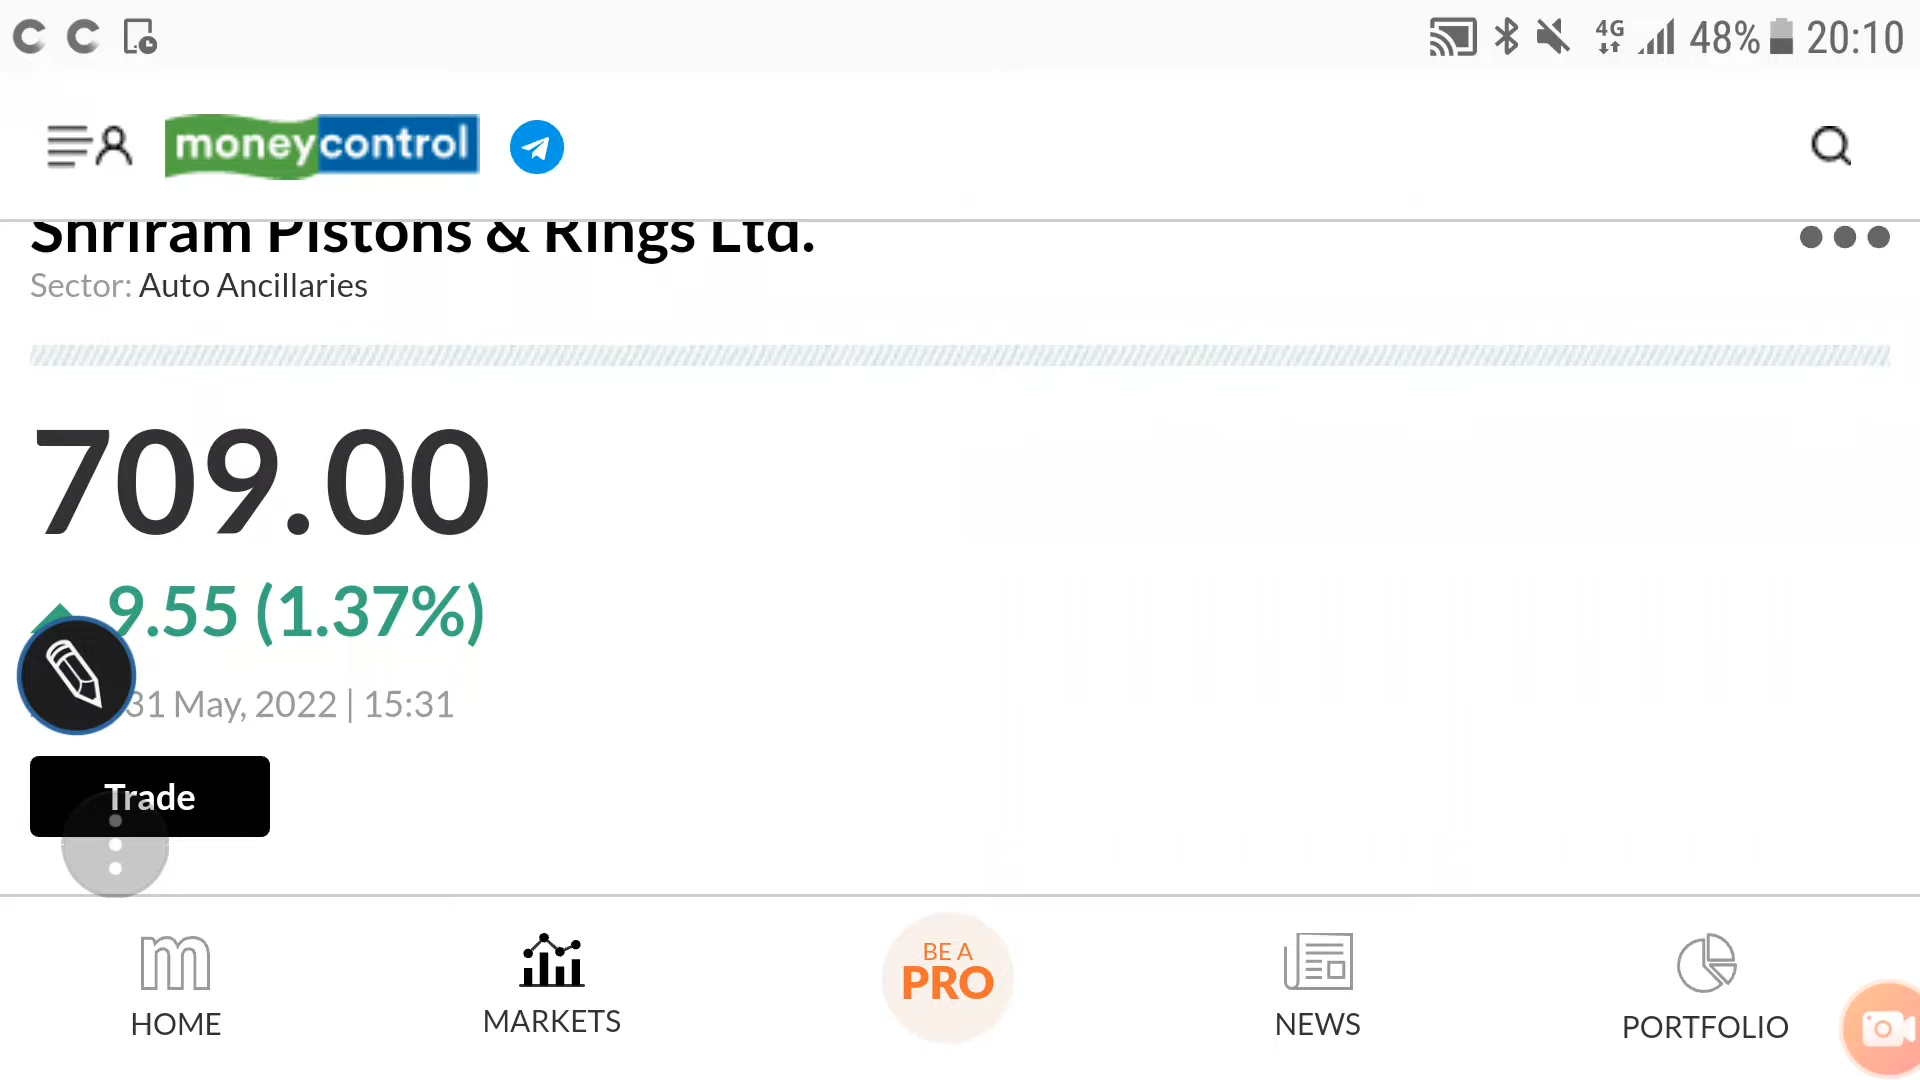 4G 48% 20:10
moneycontrol
Shriram Pistons & Rings Ltd.
Sector: Auto Ancillaries
709.00
9.55 (1.37%)
31 May, 2022 | 15:31
Trade
BE A
PRO
HOME
MARKETS
NEWS
PORTFOLIO